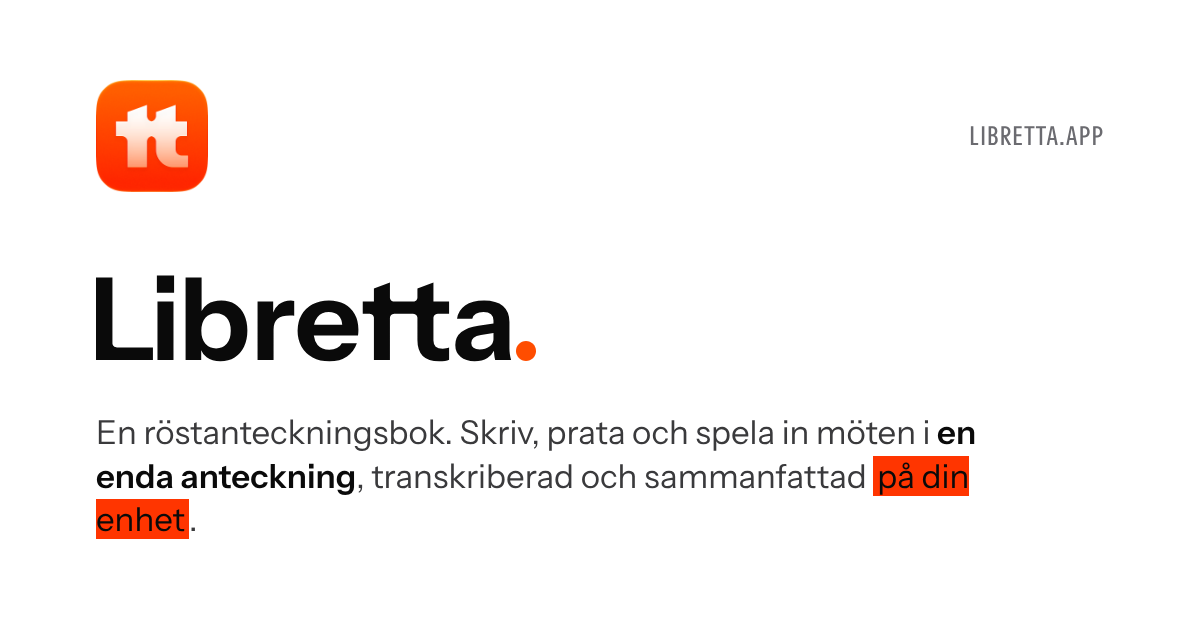 tt
LIBRETTA.APP
Libretta.
En röstanteckningsbok. Skriv, prata och spela in möten i en
enda anteckning, transkriberad och sammanfattad på din
enhet.